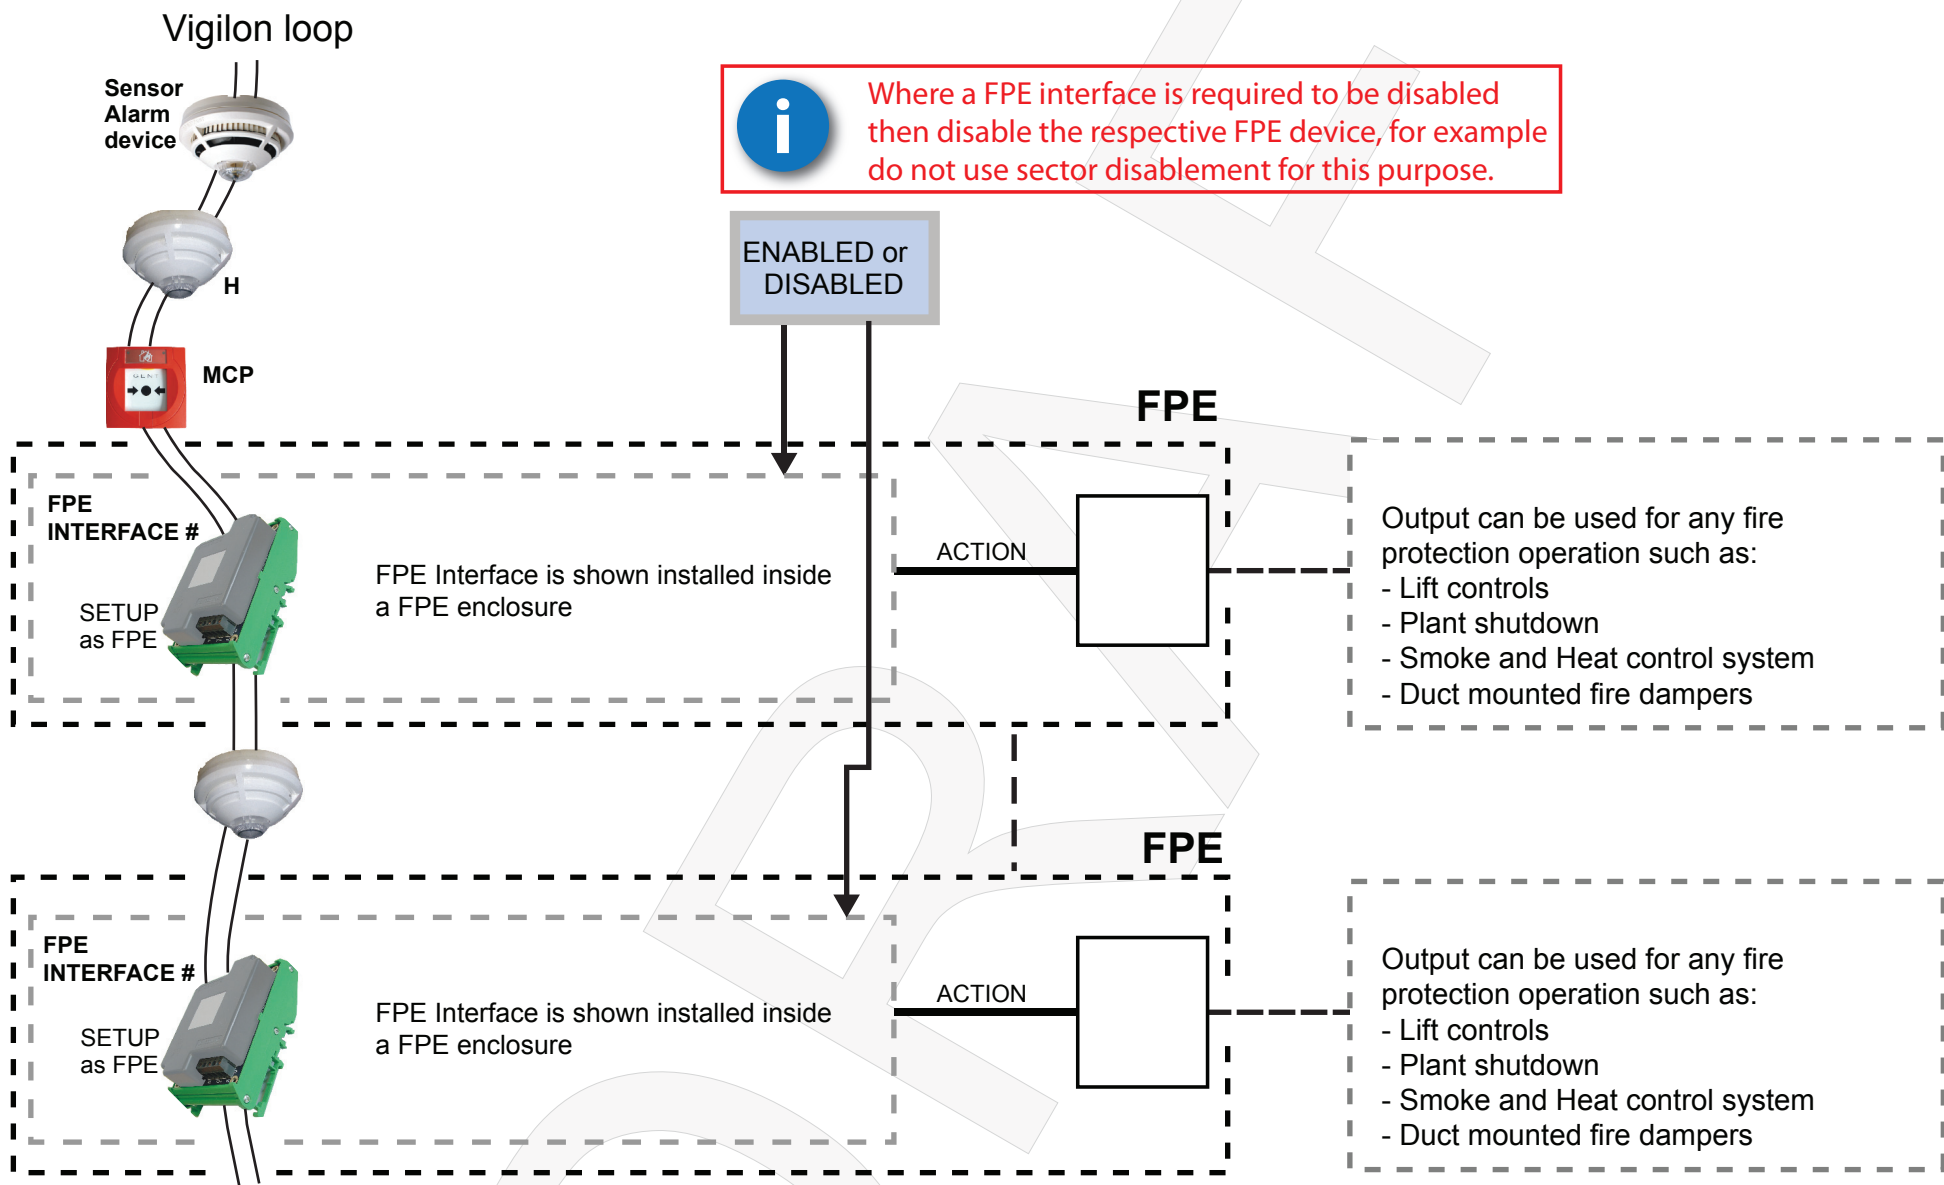 Vigilon loop
Sensor
Alarm
device
H
MCP
GENT
Where a FPE interface is required to be disabled
then disable the respective FPE device, for example
do not use sector disablement for this purpose.
ENABLED or
DISABLED
FPE
FPE
INTERFACE #
SETUP
as FPE
FPE Interface is shown installed inside
a FPE enclosure
ACTION
Output can be used for any fire
protection operation such as:
- Lift controls
- Plant shutdown
- Smoke and Heat control system
- Duct mounted fire dampers
FPE
FPE
INTERFACE #
SETUP
as FPE
FPE Interface is shown installed inside
a FPE enclosure
ACTION
Output can be used for any fire
protection operation such as:
- Lift controls
- Plant shutdown
- Smoke and Heat control system
- Duct mounted fire dampers
DRAFT